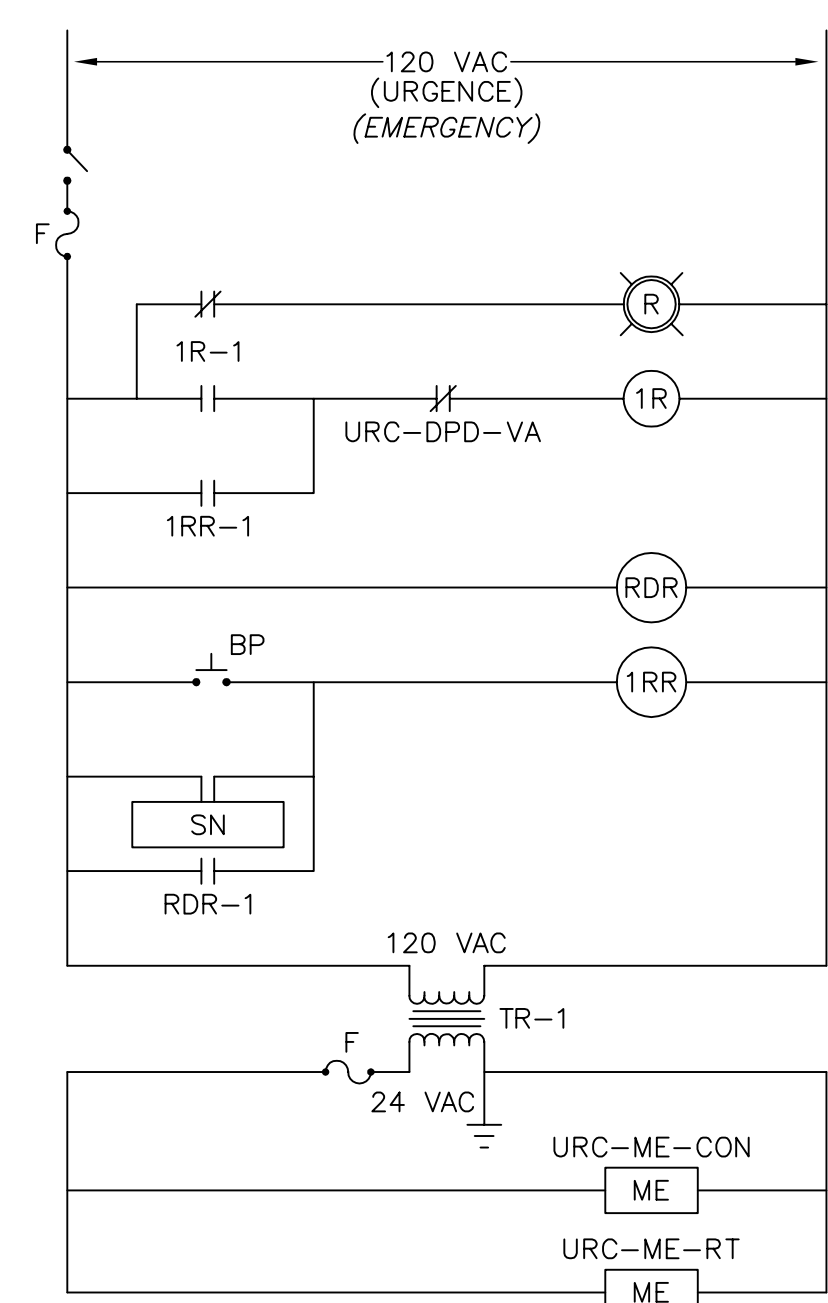 120 VAC
(URGENCE)
(EMERGENCY)
F
R
1R-1
1R
URC-DPD-VA
1RR-1
RDR
BP
1RR
SN
RDR-1
120 VAC
TR-1
F
24 VAC
URC-ME-CON
ME
URC-ME-RT
ME